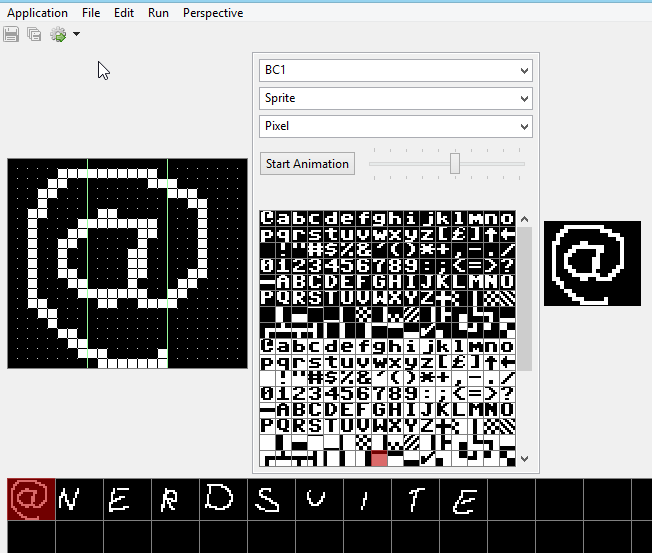 Application File Edit Run Perspective
BC1
Sprite
Pixel
Start Animation
@abcdefghijklmno
pqrstuvwxyz[£]↑←
!"#$%&´()*+,-./
0123456789:;<=>?
ABCDEFGHIJKLMNO
PQRSTUVWXYZ
@abcdefghijklmno
pqrstuvwxyz[£]↑←
!"#$%&´()*+,-./
0123456789:;<=>?
ABCDEFGHIJKLMNO
PQRSTUVWXYZ
@
@
@NERDSUITE